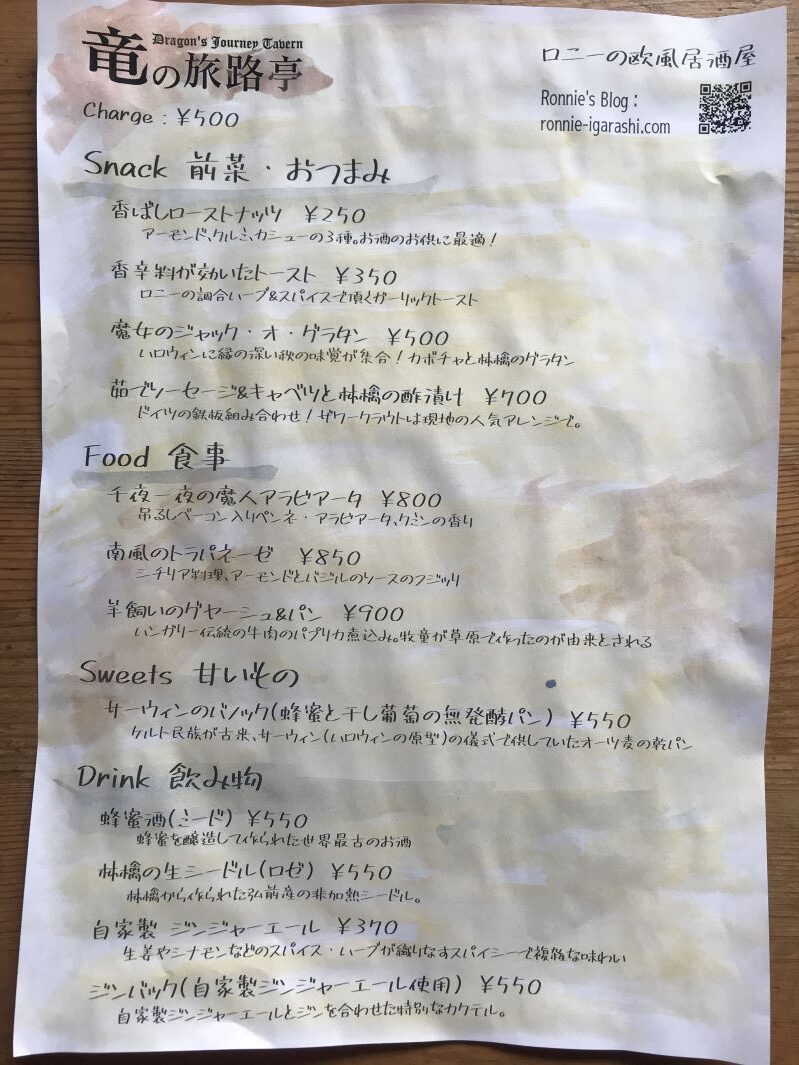 Dragon's Journey Tavern
竜の旅路亭
ロニーの欧風居酒屋
Charge : ¥500
Ronnie's Blog :
ronnie-igarashi.com
Snack 前菜・おつまみ
香ばしローストナッツ ¥250
アーモンド、クルミ、カシューの3種。お酒のお供に最適！
香辛料が効いたトースト ¥350
ロニーの調合ハーブ&スパイスで頂くガーリックトースト
魔女のジャック・オ・グラタン ¥500
ハロウィンに縁の深い秋の味覚が集合！カボチャと林檎のグラタン
茹でソーセージ&キャベツと林檎の酢漬け ¥700
ドイツの鉄板組み合わせ！ザワークラウトは現地の人気アレンジで。
Food 食事
千夜一夜の魔人アラビアータ ¥800
吊るしベーコン入りペンネ・アラビアータ、クミンの香り
南風のトラパネーゼ ¥850
シチリア料理、アーモンドとバジルのソースのフジッリ
羊飼いのグヤーシュ&パン ¥900
ハンガリー伝統の牛肉のパプリカ煮込み。牧童が草原で作ったのが由来とされる
Sweets 甘いもの
サーウィンのバノック(蜂蜜と干し葡萄の無発酵パン) ¥550
ケルト民族が古来、サーウィン(ハロウィンの原型)の儀式で供していたオーツ麦の乾パン
Drink 飲み物
蜂蜜酒(ミード) ¥550
蜂蜜を醸造して作られた世界最古のお酒
林檎の生シードル(ロゼ) ¥550
林檎から作られた弘前産の非加熱シードル。
自家製 ジンジャーエール ¥370
生姜やシナモンなどのスパイス・ハーブが織りなすスパイシーで複雑な味わい
ジンバック(自家製ジンジャーエール使用) ¥550
自家製ジンジャーエールとジンを合わせた特別なカクテル。